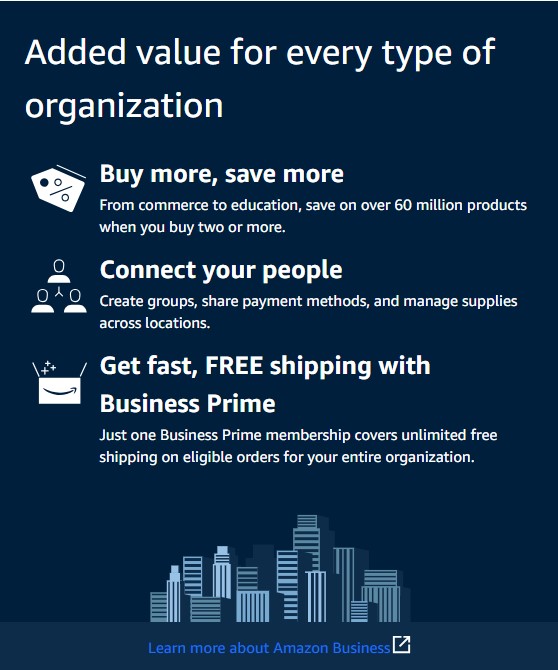 Added value for every type of
organization
Buy more, save more
From commerce to education, save on over 60 million products
when you buy two or more.
Connect your people
Create groups, share payment methods, and manage supplies
across locations.
Get fast, FREE shipping with
Business Prime
Just one Business Prime membership covers unlimited free
shipping on eligible orders for your entire organization.
Learn more about Amazon Business